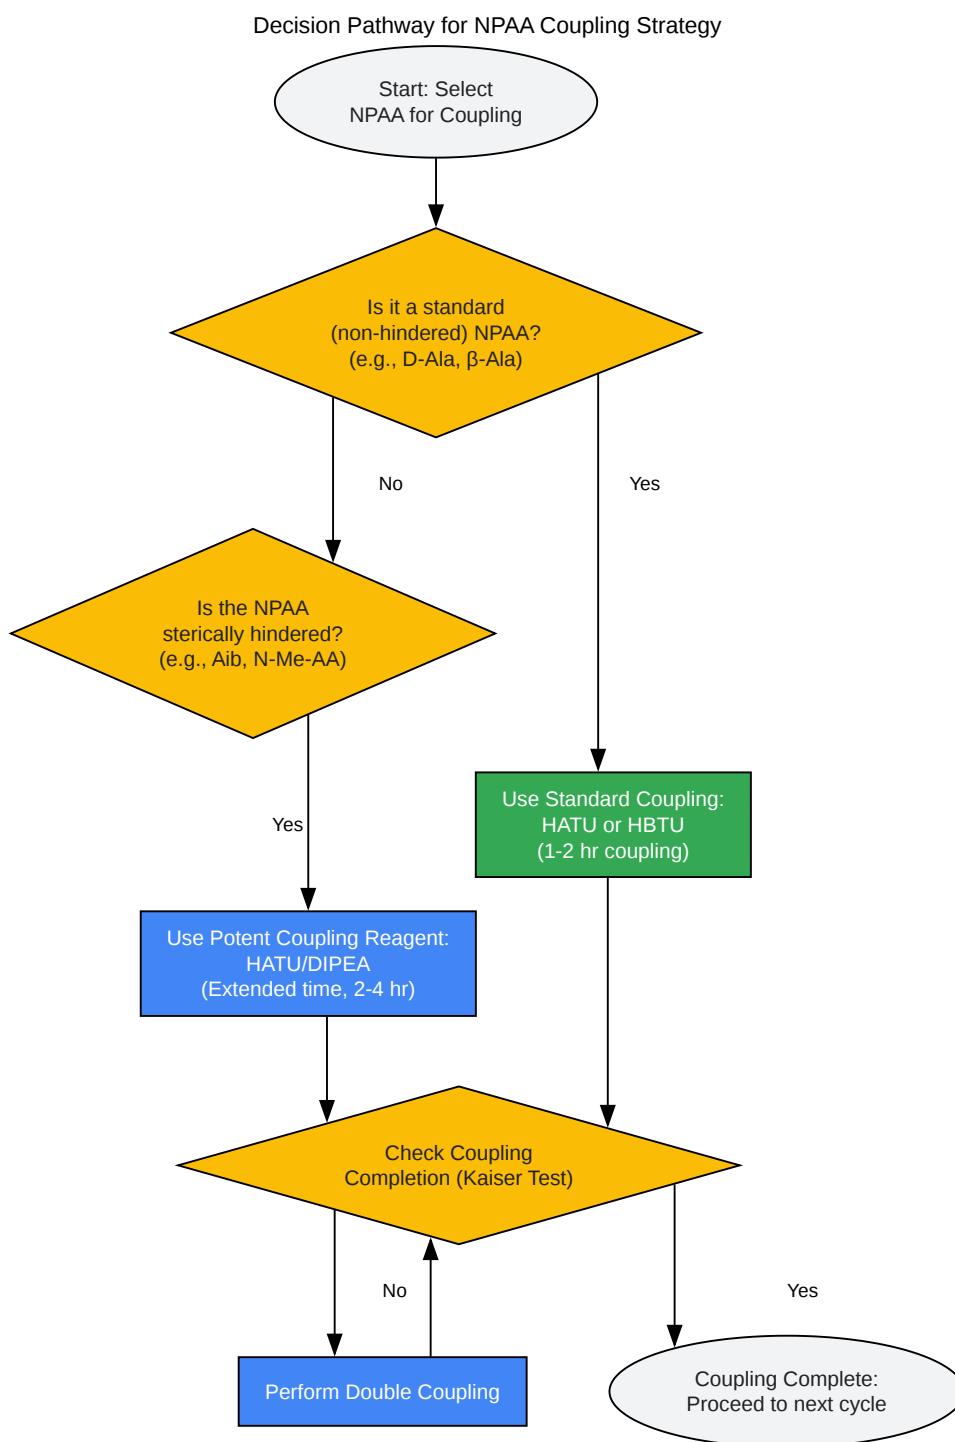 Decision Pathway for NPAA Coupling Strategy
Start: Select
NPAA for Coupling
Is it a standard
(non-hindered) NPAA?
(e.g., D-Ala, β-Ala)
No
Yes
Is the NPAA
sterically hindered?
(e.g., Aib, N-Me-AA)
Yes
Use Standard Coupling:
HATU or HBTU
(1-2 hr coupling)
Use Potent Coupling Reagent:
HATU/DIPEA
(Extended time, 2-4 hr)
Check Coupling
Completion (Kaiser Test)
No
Yes
Perform Double Coupling
Coupling Complete:
Proceed to next cycle